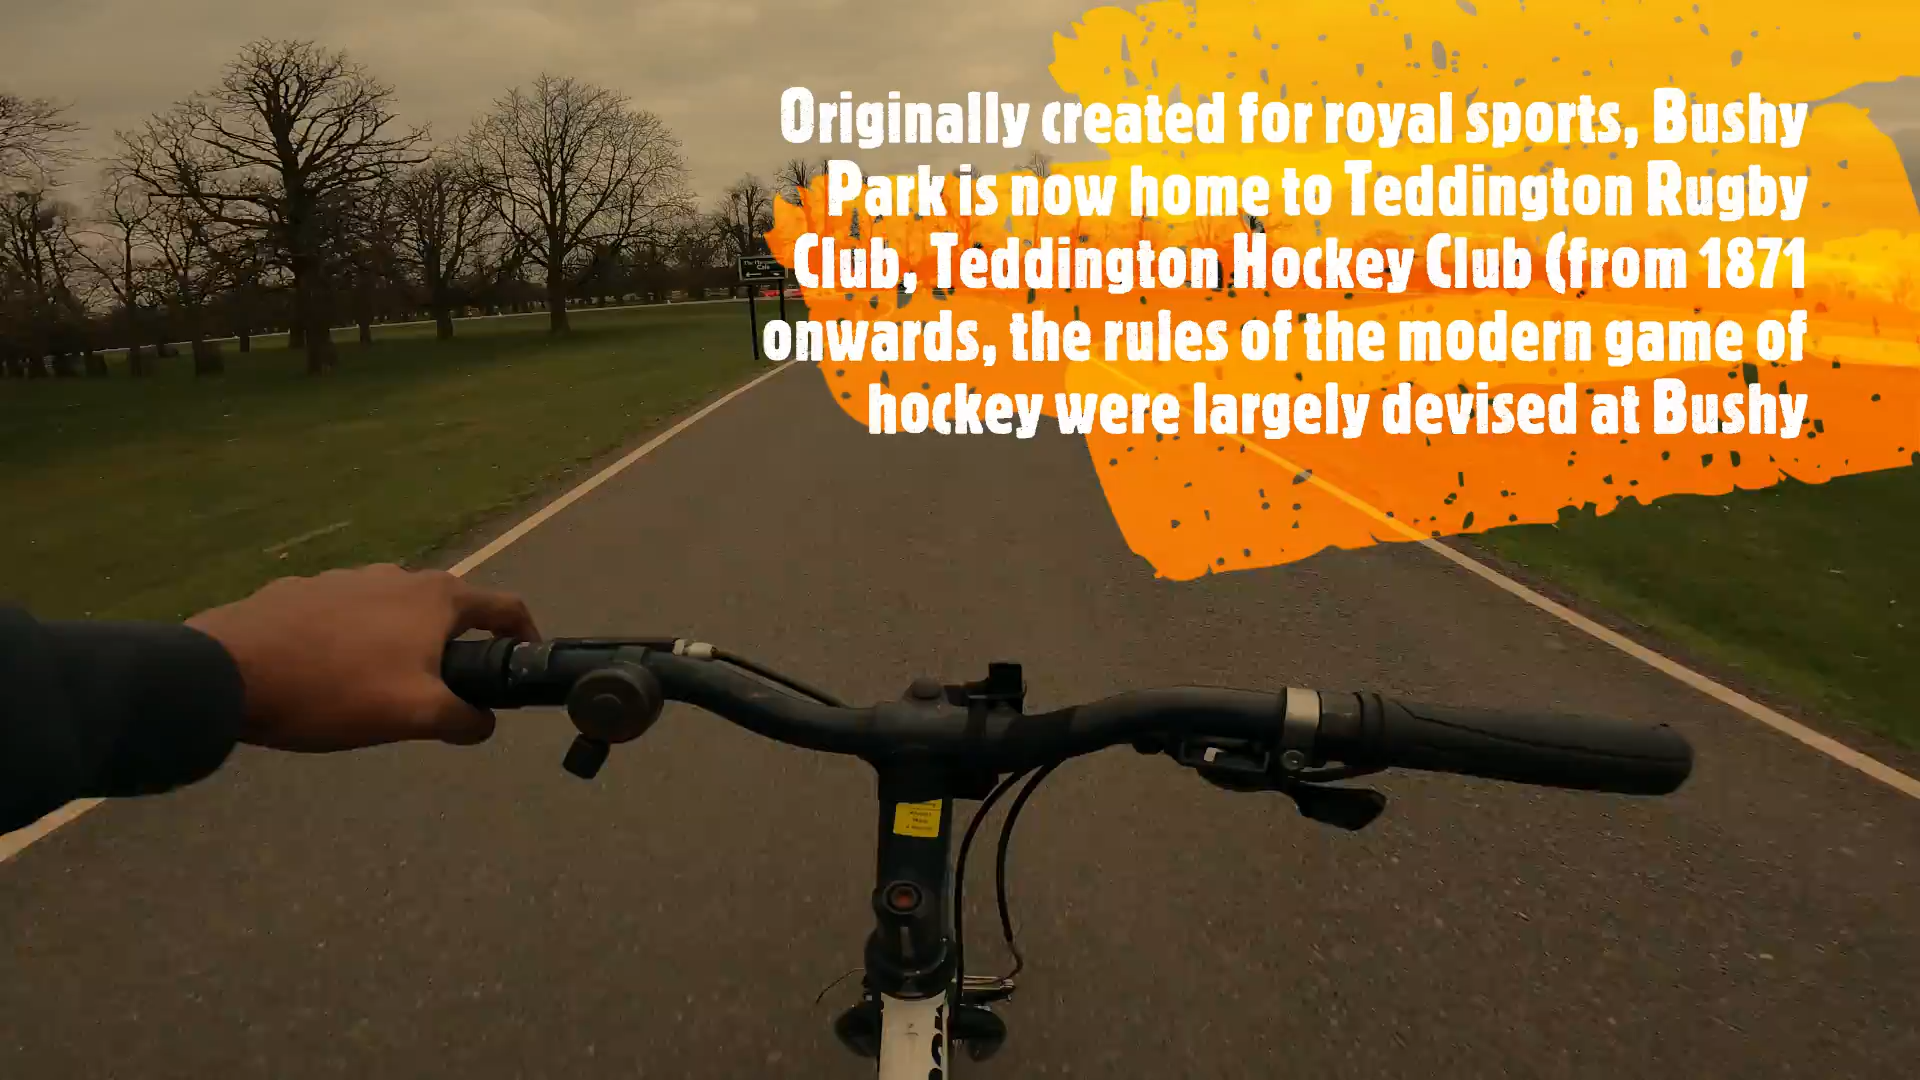 Originally created for royal sports, Bushy
Park is now home to Teddington Rugby
Club, Teddington Hockey Club (from 1871
onwards, the rules of the modern game of
hockey were largely devised at Bushy
Cafe